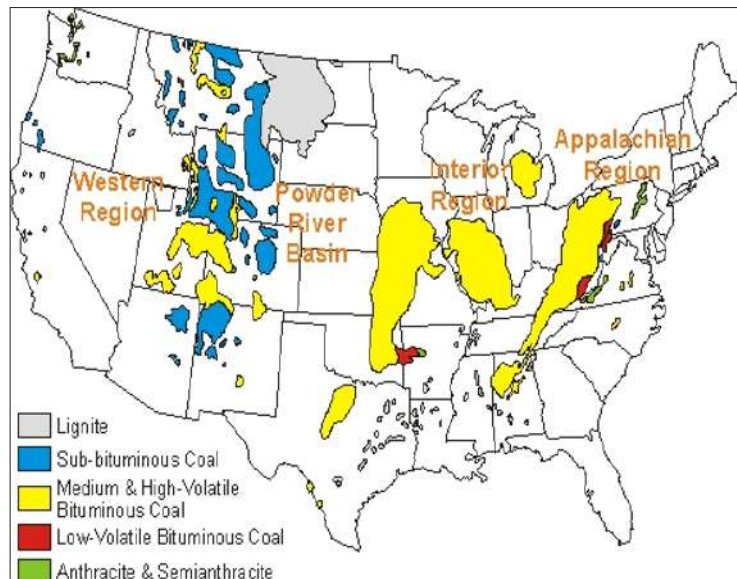 Appalachian
Region
Interior
Region
Western
Region
Powder
River
Basin
Lignite
Sub-bituminous Coal
Medium & High-Volatile
Bituminous Coal
Low-Volatile Bituminous Coal
Anthracite & Semianthracite